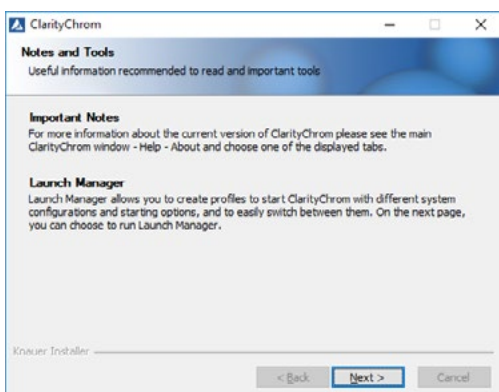 ClarityChrom
Notes and Tools
Useful information recommended to read and important tools
Important Notes
For more information about the current version of ClarityChrom please see the main
ClarityChrom window - Help - About and choose one of the displayed tabs.
Launch Manager
Launch Manager allows you to create profiles to start ClarityChrom with different system
configurations and starting options, and to easily switch between them. On the next page,
you can choose to run Launch Manager.
Knauer Installer
< Back Next > Cancel